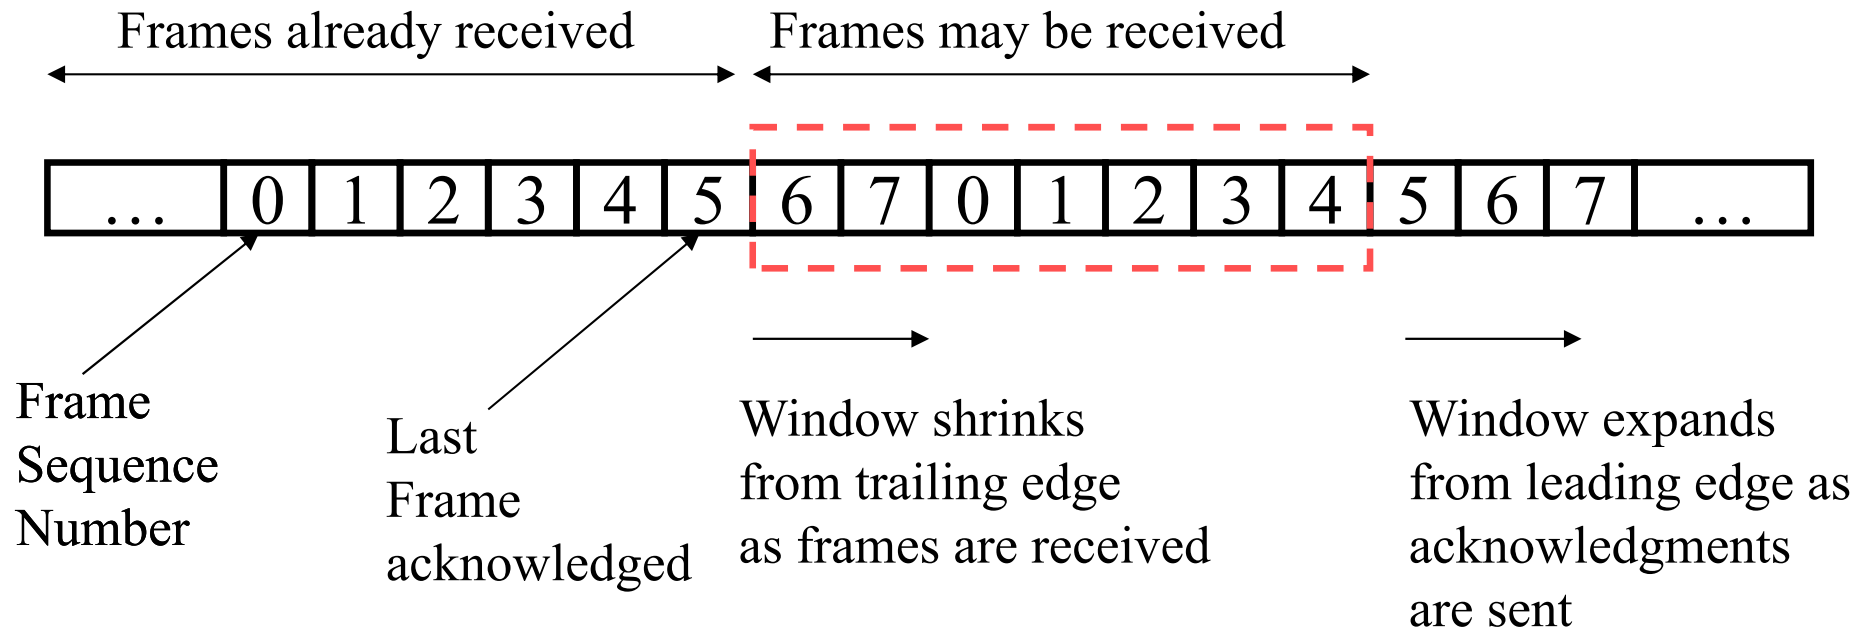 Frames already received
Frames may be received
… 0 1 2 3 4 5 6 7 0 1 2 3 4 5 6 7 …
Frame
Sequence
Number
Last
Frame
acknowledged
Window shrinks
from trailing edge
as frames are received
Window expands
from leading edge as
acknowledgments
are sent